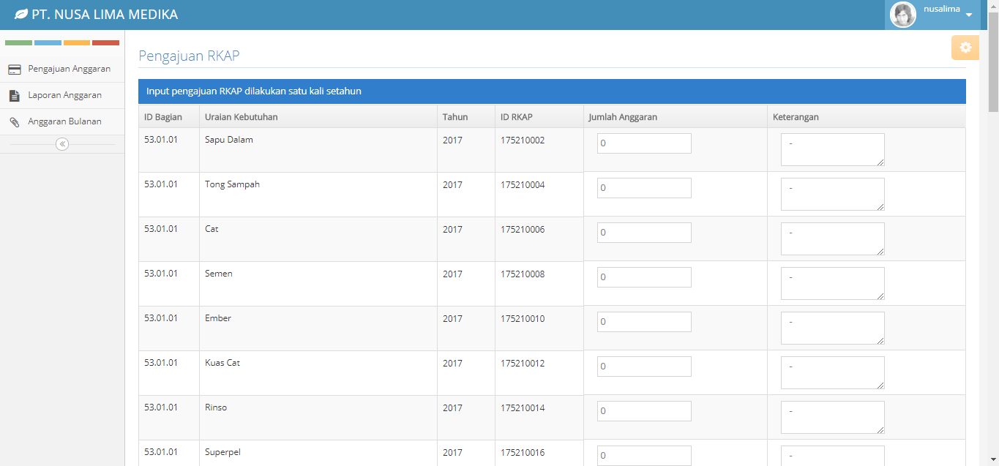 PT. NUSA LIMA MEDIKA
nusalima
Pengajuan Anggaran
Laporan Anggaran
Anggaran Bulanan
Pengajuan RKAP
Input pengajuan RKAP dilakukan satu kali setahun
ID Bagian Uraian Kebutuhan Tahun ID RKAP Jumlah Anggaran Keterangan
53.01.01 Sapu Dalam 2017 175210002 0 -
53.01.01 Tong Sampah 2017 175210004 0 -
53.01.01 Cat 2017 175210006 0 -
53.01.01 Semen 2017 175210008 0 -
53.01.01 Ember 2017 175210010 0 -
53.01.01 Kuas Cat 2017 175210012 0 -
53.01.01 Rinso 2017 175210014 0 -
53.01.01 Superpel 2017 175210016 0 -